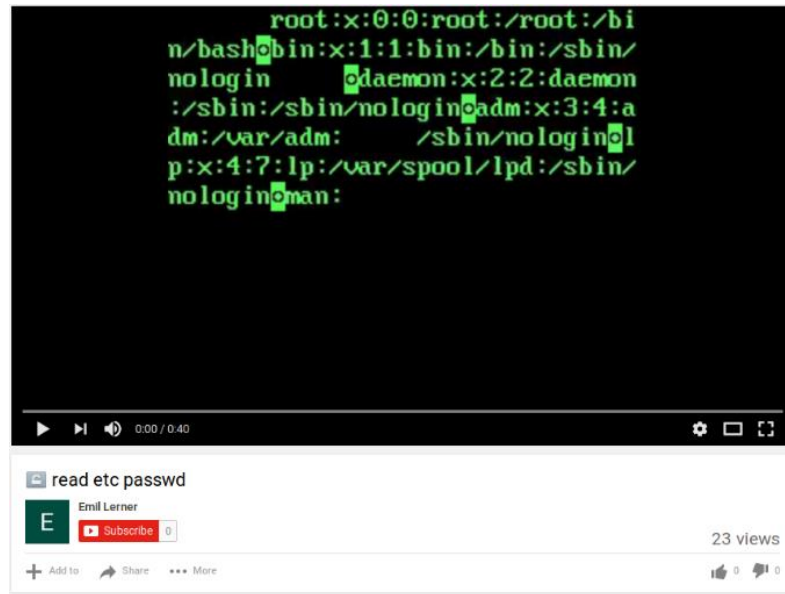 root:x:0:0:root:/root:/bi
n/bash◙bin:x:1:1:bin:/bin:/sbin/
nologin ◙daemon:x:2:2:daemon
:/sbin:/sbin/nologin◙adm:x:3:4:a
dm:/var/adm: /sbin/nologin◙l
p:x:4:7:lp:/var/spool/lpd:/sbin/
nologin◙man:
0:00 / 0:40
read etc passwd
E
Emil Lerner
Subscribe 0
23 views
Add to Share More 0 0